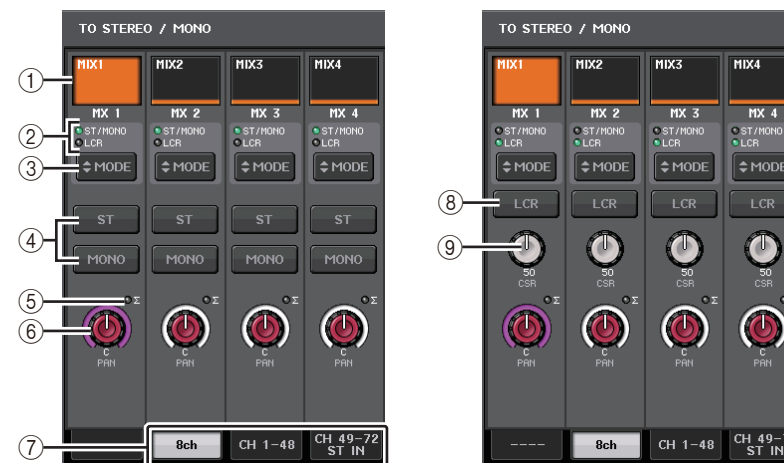 TO STEREO / MONO
MIX1 MIX2 MIX3 MIX4
① MX 1 MX 2 MX 3 MX 4
② ST/MONO ST/MONO ST/MONO ST/MONO
LCR LCR LCR LCR
③ MODE MODE MODE MODE
④ ST ST ST ST
MONO MONO MONO MONO
⑤ Σ Σ Σ Σ
⑥ C C C C
PAN PAN PAN PAN
⑦ 8ch CH 1-48 CH 49-72
ST IN
TO STEREO / MONO
MIX1 MIX2 MIX3 MIX4
MX 1 MX 2 MX 3 MX 4
ST/MONO ST/MONO ST/MONO ST/MONO
LCR LCR LCR LCR
MODE MODE MODE MODE
⑧ LCR LCR LCR LCR
⑨ 50 50 50 50
CSR CSR CSR CSR
Σ Σ Σ
C C C C
PAN PAN PAN PAN
---- 8ch CH 1-48 CH 49-7
ST IN